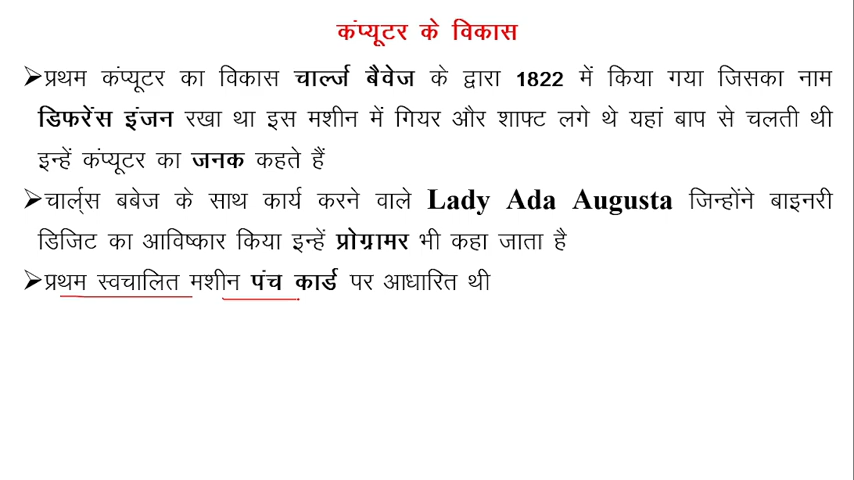 कंप्यूटर के विकास
➢प्रथम कंप्यूटर का विकास चार्ल्ज बैवेज के द्वारा 1822 में किया गया जिसका नाम
डिफरेंस इंजन रखा था इस मशीन में गियर और शाफ्ट लगे थे यहां बाप से चलती थी
इन्हें कंप्यूटर का जनक कहते हैं
➢चार्ल्स बबेज के साथ कार्य करने वाले Lady Ada Augusta जिन्होंने बाइनरी
डिजिट का आविष्कार किया इन्हें प्रोग्रामर भी कहा जाता है
➢प्रथम स्वचालित मशीन पंच कार्ड पर आधारित थी